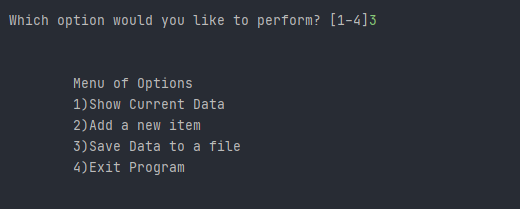 Which option would you like to perform? [1-4]3
Menu of Options
1)Show Current Data
2)Add a new item
3)Save Data to a file
4)Exit Program